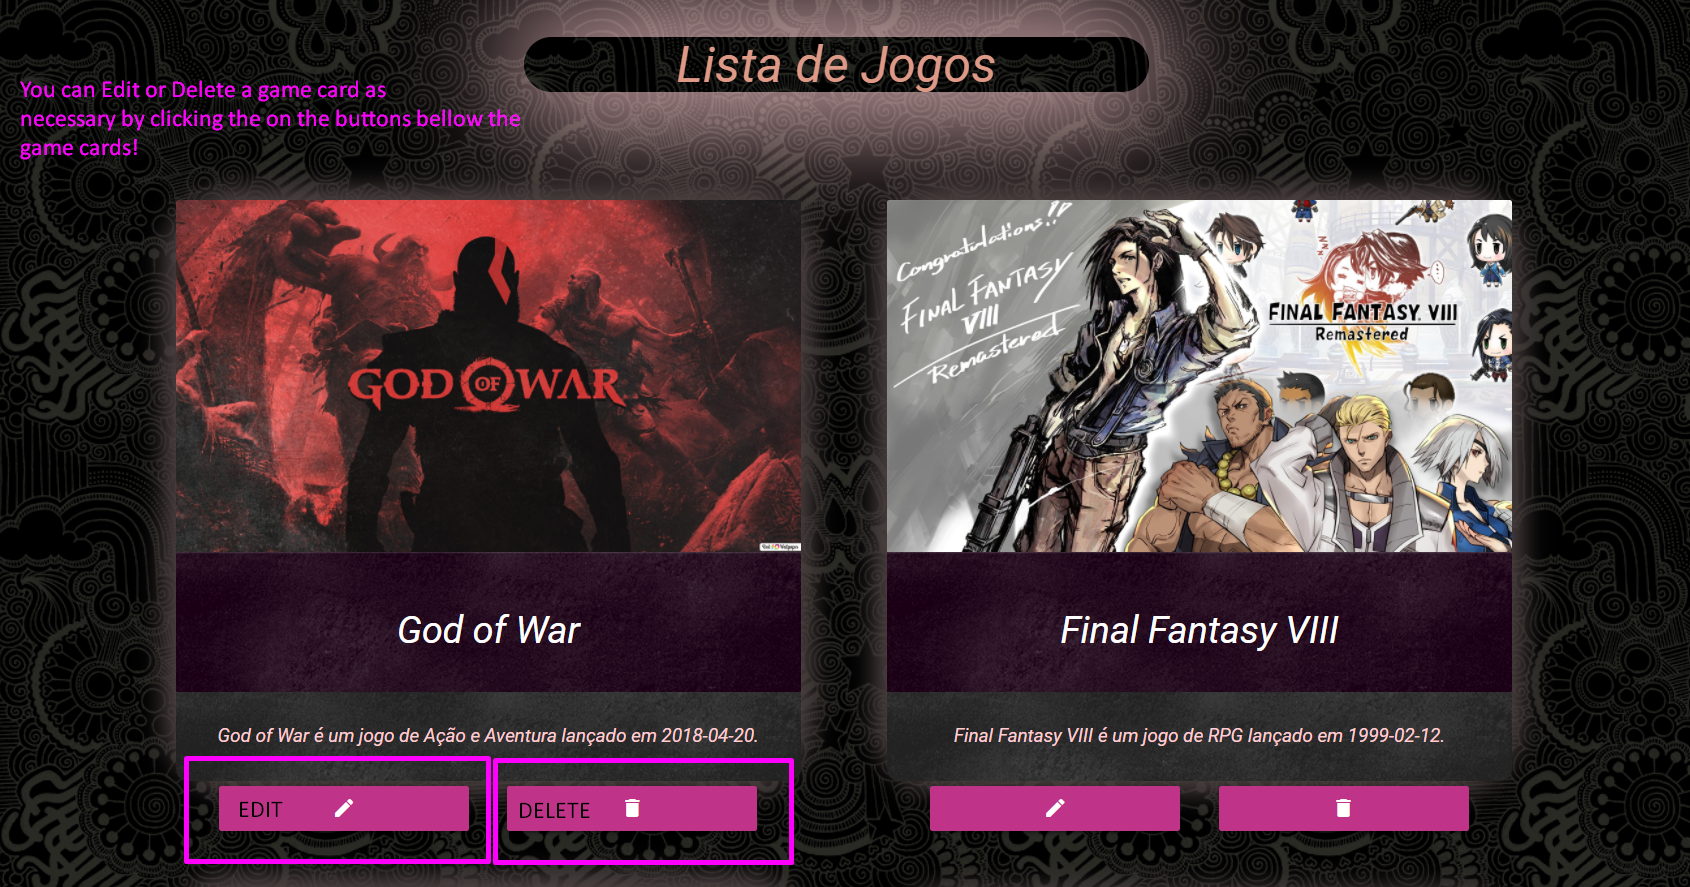 Lista de Jogos
You can Edit or Delete a game card as
necessary by clicking the on the buttons bellow the
game cards!
GOD OF WAR
Congratulations!!
FINAL FANTASY
VIII
Remastered
FINAL FANTASY VIII
Remastered
God of War
Final Fantasy VIII
God of War é um jogo de Ação e Aventura lançado em 2018-04-20.
Final Fantasy VIII é um jogo de RPG lançado em 1999-02-12.
EDIT
DELETE